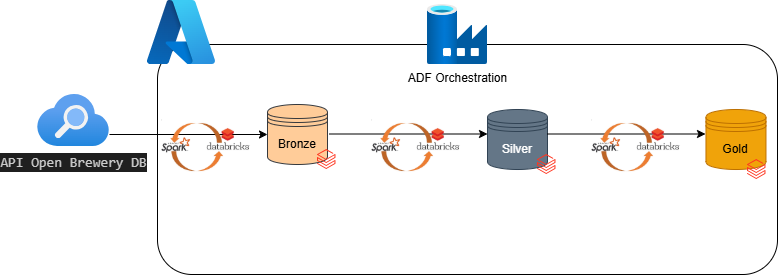 ADF Orchestration
API Open Brewery DB
Spark
databricks
Bronze
Spark
databricks
Silver
Spark
databricks
Gold